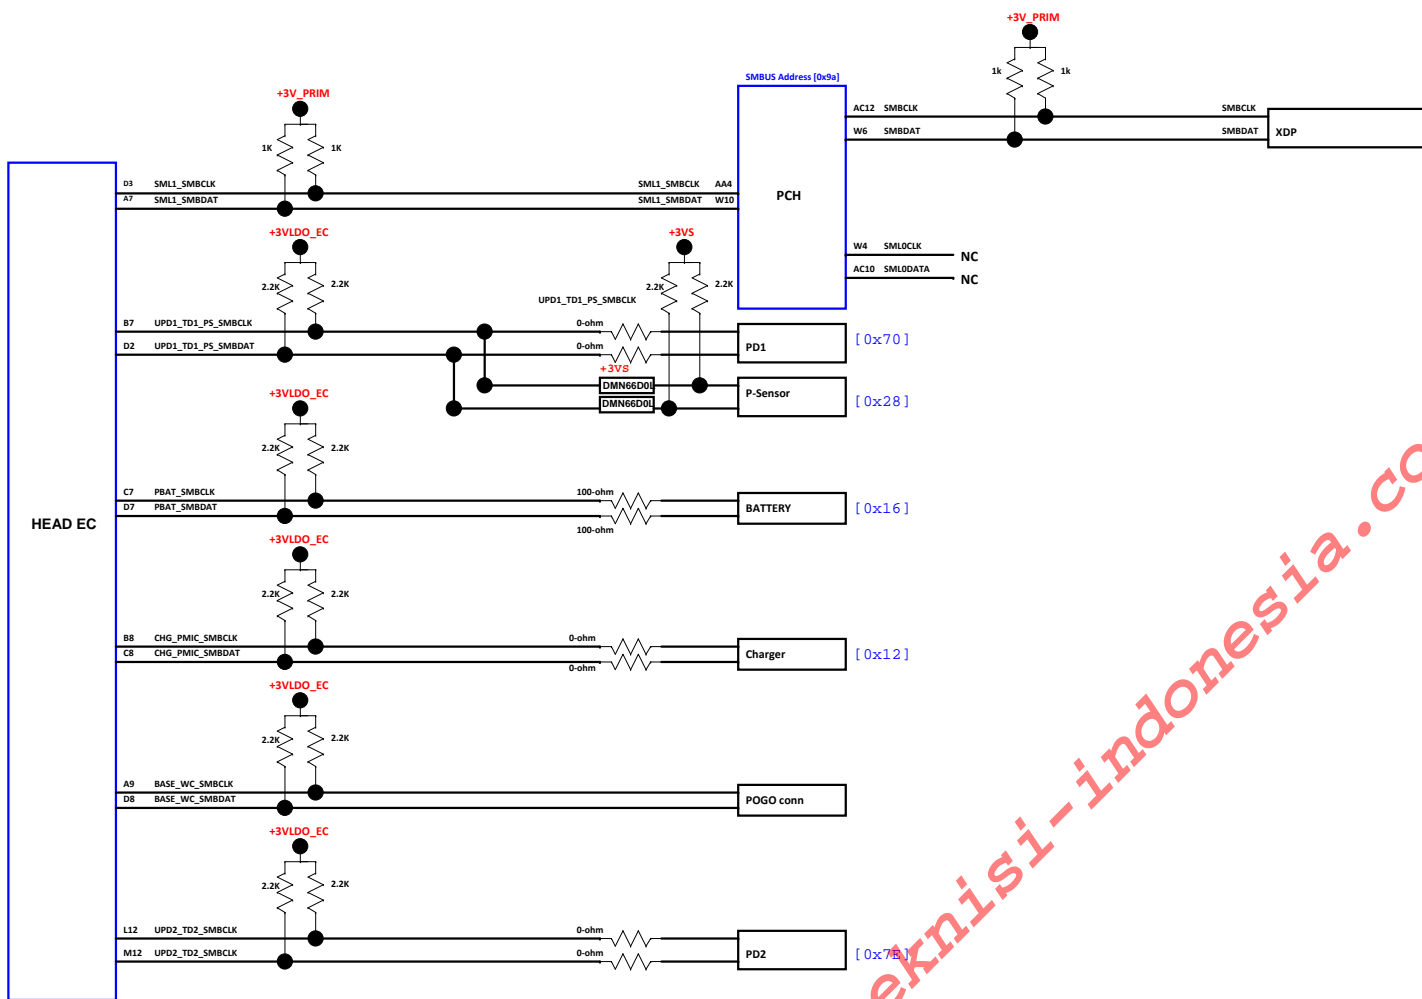 +3V_PRIM
1k
1k
SMBUS Address [0x9a]
AC12 SMBCLK
SMBCLK
W6 SMBDAT
SMBDAT
XDP
PCH
+3V_PRIM
1K
1K
D3 SML1_SMBCLK
SML1_SMBCLK AA4
A7 SML1_SMBDAT
SML1_SMBDAT W10
W4 SML0CLK
NC
AC10 SML0DATA
NC
+3VLDO_EC
2.2K
2.2K
+3VS
2.2K
2.2K
UPD1_TD1_PS_SMBCLK
B7 UPD1_TD1_PS_SMBCLK
0-ohm
D2 UPD1_TD1_PS_SMBDAT
0-ohm
PD1
[0x70]
+3VS
DMN66D0L
DMN66D0L
P-Sensor
[0x28]
+3VLDO_EC
2.2K
2.2K
C7 PBAT_SMBCLK
100-ohm
D7 PBAT_SMBDAT
100-ohm
BATTERY
[0x16]
HEAD EC
+3VLDO_EC
2.2K
2.2K
B8 CHG_PMIC_SMBCLK
0-ohm
C8 CHG_PMIC_SMBDAT
0-ohm
Charger
[0x12]
+3VLDO_EC
2.2K
2.2K
A9 BASE_WC_SMBCLK
D8 BASE_WC_SMBDAT
POGO conn
+3VLDO_EC
2.2K
2.2K
L12 UPD2_TD2_SMBCLK
0-ohm
M12 UPD2_TD2_SMBCLK
0-ohm
PD2
[0x7E]
eknisi-indonesia.co